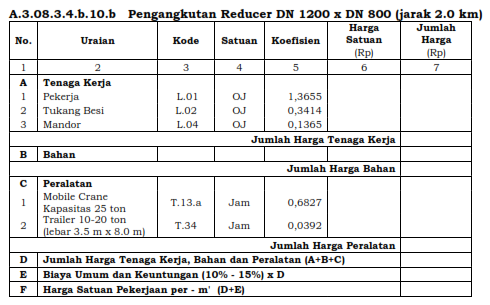 A.3.08.3.4.b.10.b Pengangkutan Reducer DN 1200 x DN 800 (jarak 2.0 km)
No. Uraian Kode Satuan Koefisien Harga Satuan (Rp) Jumlah Harga (Rp)
1 2 3 4 5 6 7
A Tenaga Kerja
1 Pekerja L.01 OJ 1,3655
2 Tukang Besi L.02 OJ 0,3414
3 Mandor L.04 OJ 0,1365
Jumlah Harga Tenaga Kerja
B Bahan
Jumlah Harga Bahan
C Peralatan
1 Mobile Crane Kapasitas 25 ton T.13.a Jam 0,6827
2 Trailer 10-20 ton (lebar 3.5 m x 8.0 m) T.34 Jam 0,0392
Jumlah Harga Peralatan
D Jumlah Harga Tenaga Kerja, Bahan dan Peralatan (A+B+C)
E Biaya Umum dan Keuntungan (10% - 15%) x D
F Harga Satuan Pekerjaan per - m' (D+E)